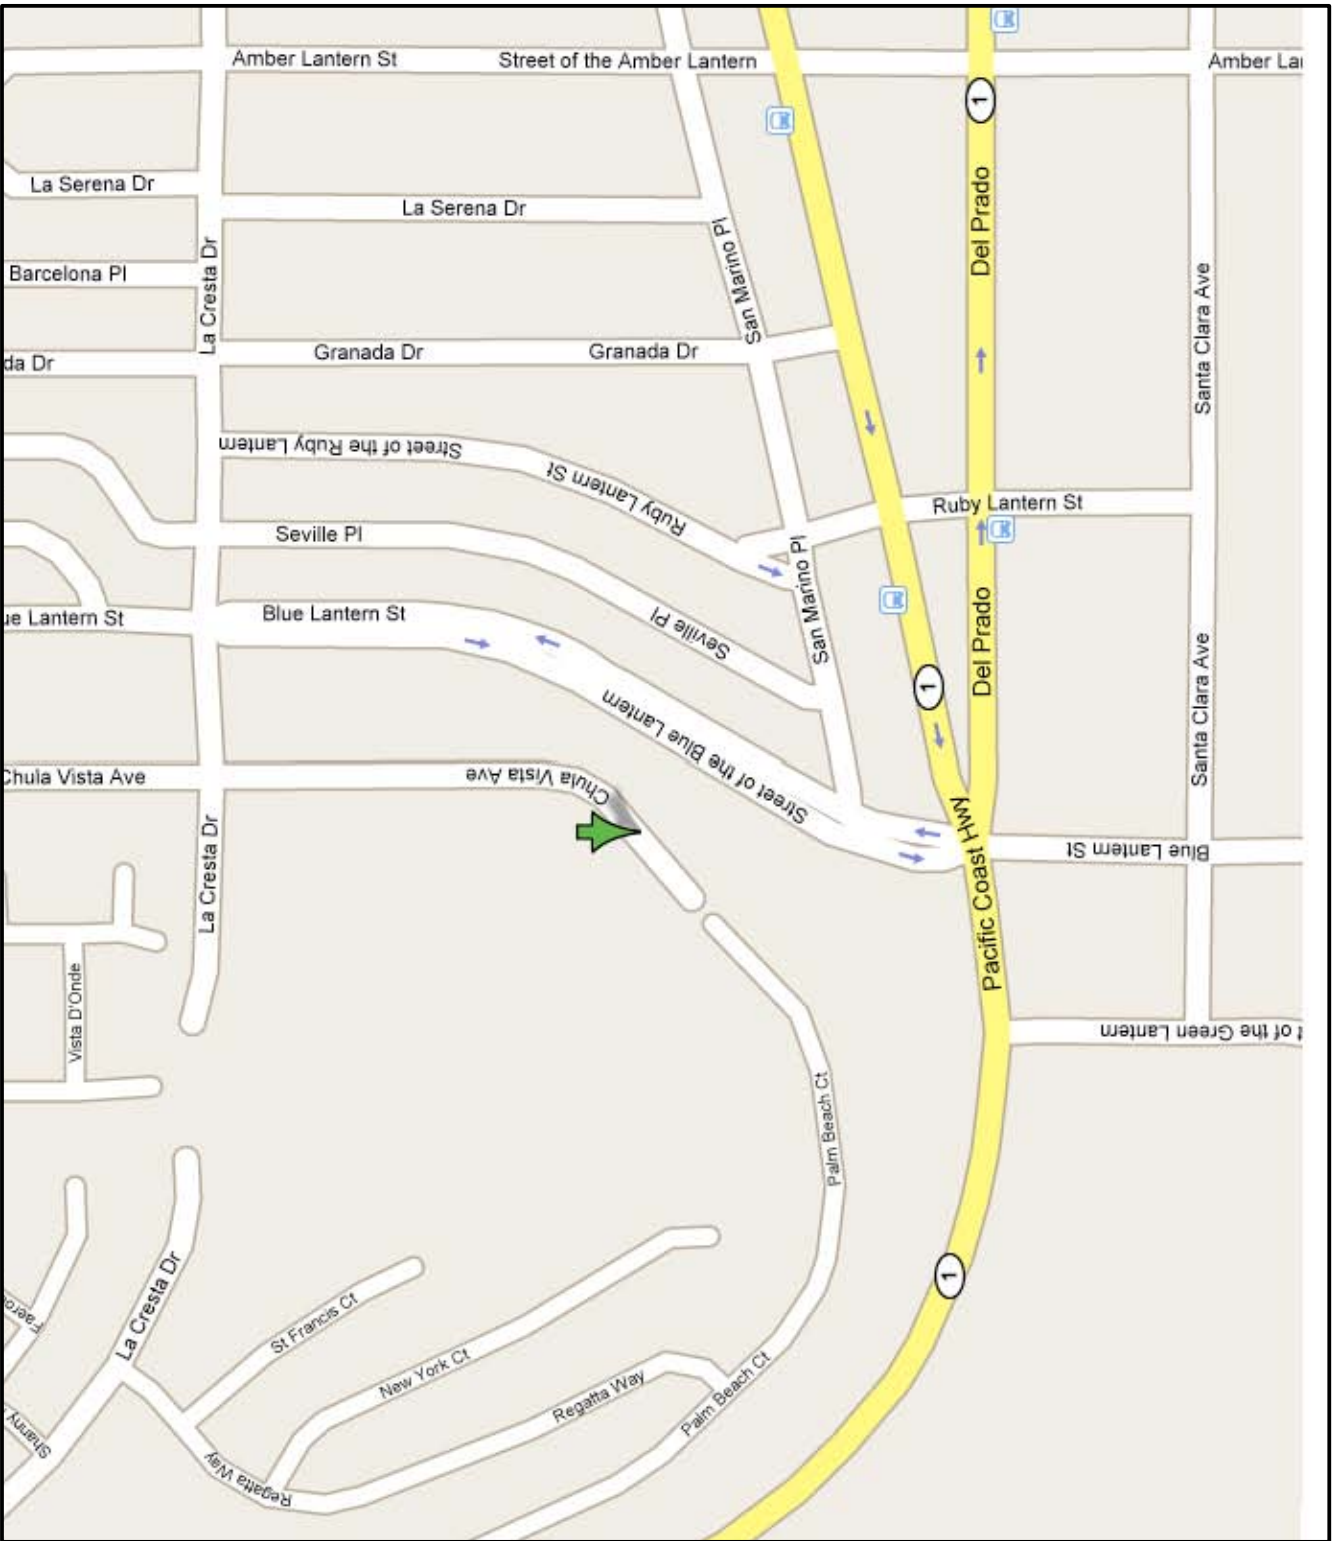 Amber Lantern St
Street of the Amber Lantern
Amber La
1
La Serena Dr
La Serena Dr
Del Prado
San Marino Pl
Barcelona Pl
La Cresta Dr
Santa Clara Ave
da Dr
Granada Dr
Granada Dr
Street of the Ruby Lantern
Ruby Lantern St
Ruby Lantern St
Seville Pl
San Marino Pl
Del Prado
ue Lantern St
Blue Lantern St
Seville Pl
Santa Clara Ave
1
Street of the Blue Lantern
Chula Vista Ave
Chula Vista Ave
Chula
La Cresta Dr
Pacific Coast Hwy
Blue Lantern St
Vista D'Onde
t of the Green Lantern
Palm Beach Ct
1
La Cresta Dr
St Francis Ct
Faeroe
New York Ct
Regatta Way
Palm Beach Ct
Shanny
Regatta Way